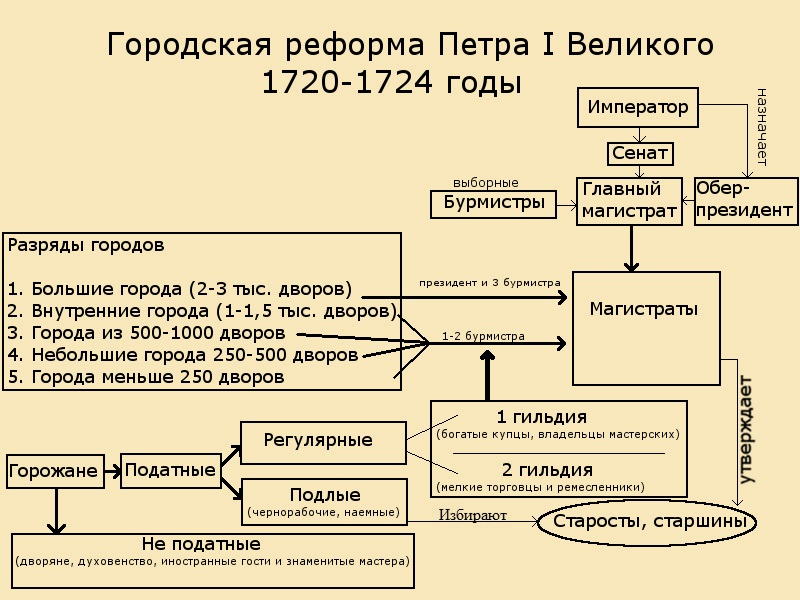 Городская реформа Петра I Великого
1720-1724 годы
Император
назначает
Сенат
выборные
Бурмистры
Главный
магистрат
Обер-
президент
Разряды городов
1. Большие города (2-3 тыс. дворов)
2. Внутренние города (1-1,5 тыс. дворов)
3. Города из 500-1000 дворов
4. Небольшие города 250-500 дворов
5. Города меньше 250 дворов
президент и 3 бурмистра
1-2 бурмистра
Магистраты
утверждает
1 гильдия
(богатые купцы, владельцы мастерских)
2 гильдия
(мелкие торговцы и ремесленники)
Горожане
Податные
Регулярные
Подлые
(чернорабочие, наемные)
Избирают
Старосты, старшины
Не податные
(дворяне, духовенство, иностранные гости и знаменитые мастера)